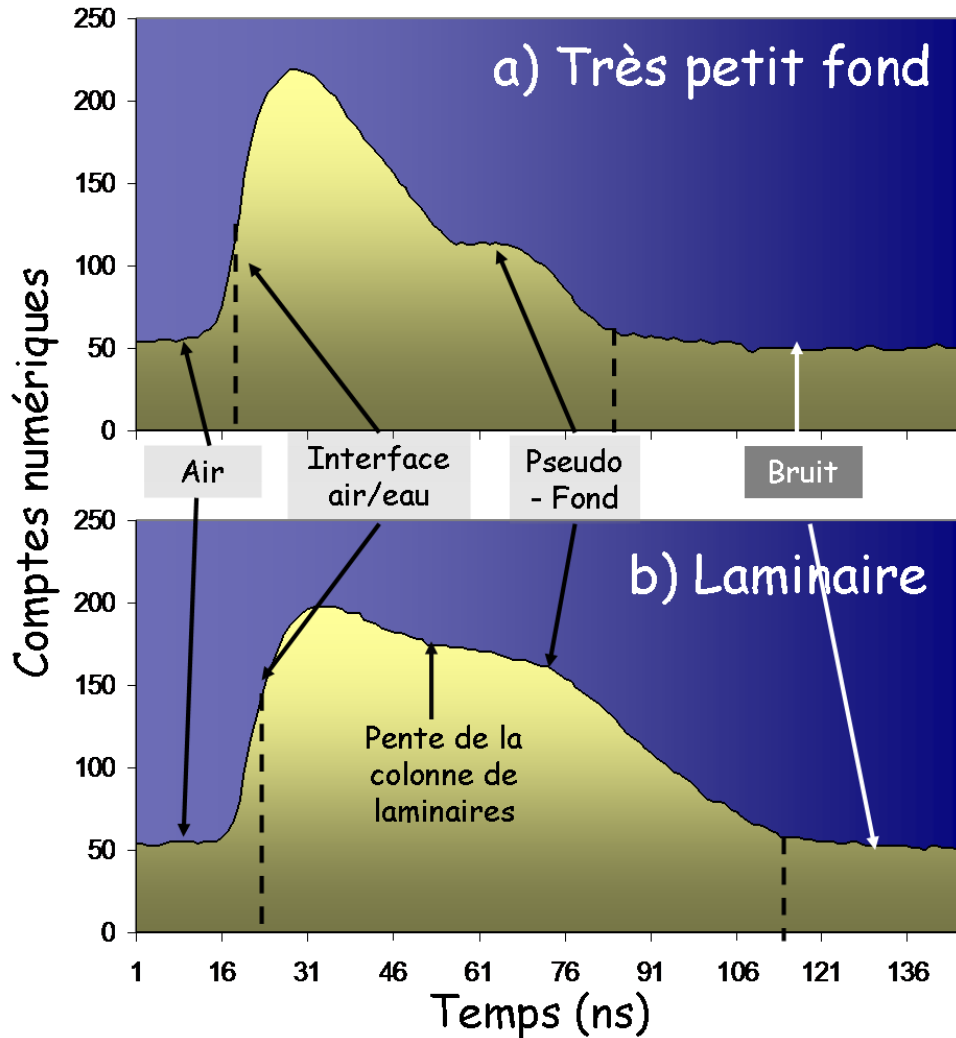 Comptes numériques
250
200
150
100
50
0
a) Très petit fond
Air
Interface
air/eau
Pseudo
- Fond
Bruit
250
200
150
100
50
0
b) Laminaire
Pente de la
colonne de
laminaires
1 16 31 46 61 76 91 106 121 136
Temps (ns)